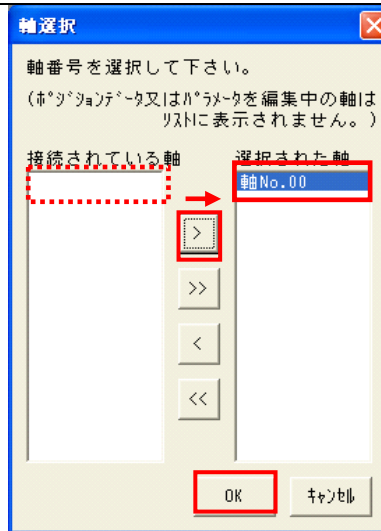 軸選択
軸番号を選択して下さい。
(ﾎﾟｼﾞｼｮﾝﾃﾞｰﾀ又はﾊﾟﾗﾒｰﾀを編集中の軸は
ﾘｽﾄに表示されません。)
接続されている軸
選択された軸
軸No.00
>
>>
<
<<
OK
ｷｬﾝｾﾙ